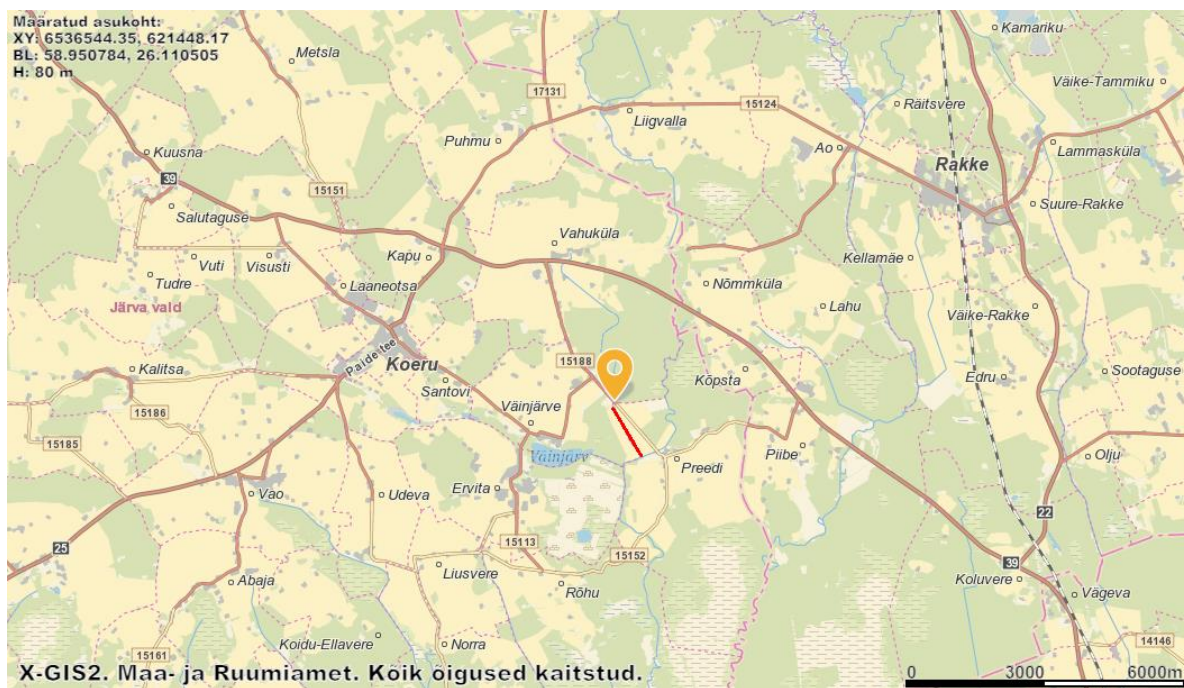 Määratud asukoht:
XY: 6536544.35, 621448.17
BL: 58.950784, 26.110505
H: 80 m
Metsla
Kamariku
Väike-Tammiku
17131
15124
Räitsvere
Liigvalla
Puhmu
Ao
Lammasküla
Kuusna
Rakke
39
15151
Salutaguse
Suure-Rakke
Vahuküla
Vuti
Visusti
Kapu
Kellamäe
Tudre
Laaneotsa
Nõmmküla
Järva vald
Lahu
Väike-Rakke
Paide tee
15188
Koeru
Kalitsa
Kõpsta
Sootaguse
Santovi
Edru
15186
Väinjärve
15185
Väinjärv
Preedi
Piibe
Olju
Vao
Udeva
Ervita
22
25
15113
15152
39
Liusvere
Koluvere
Abaja
Rõhu
Vägeva
Koidu-Ellavere
Norra
14146
15161
X-GIS2. Maa- ja Ruumiamet. Kõik õigused kaitstud.
0 3000 6000m